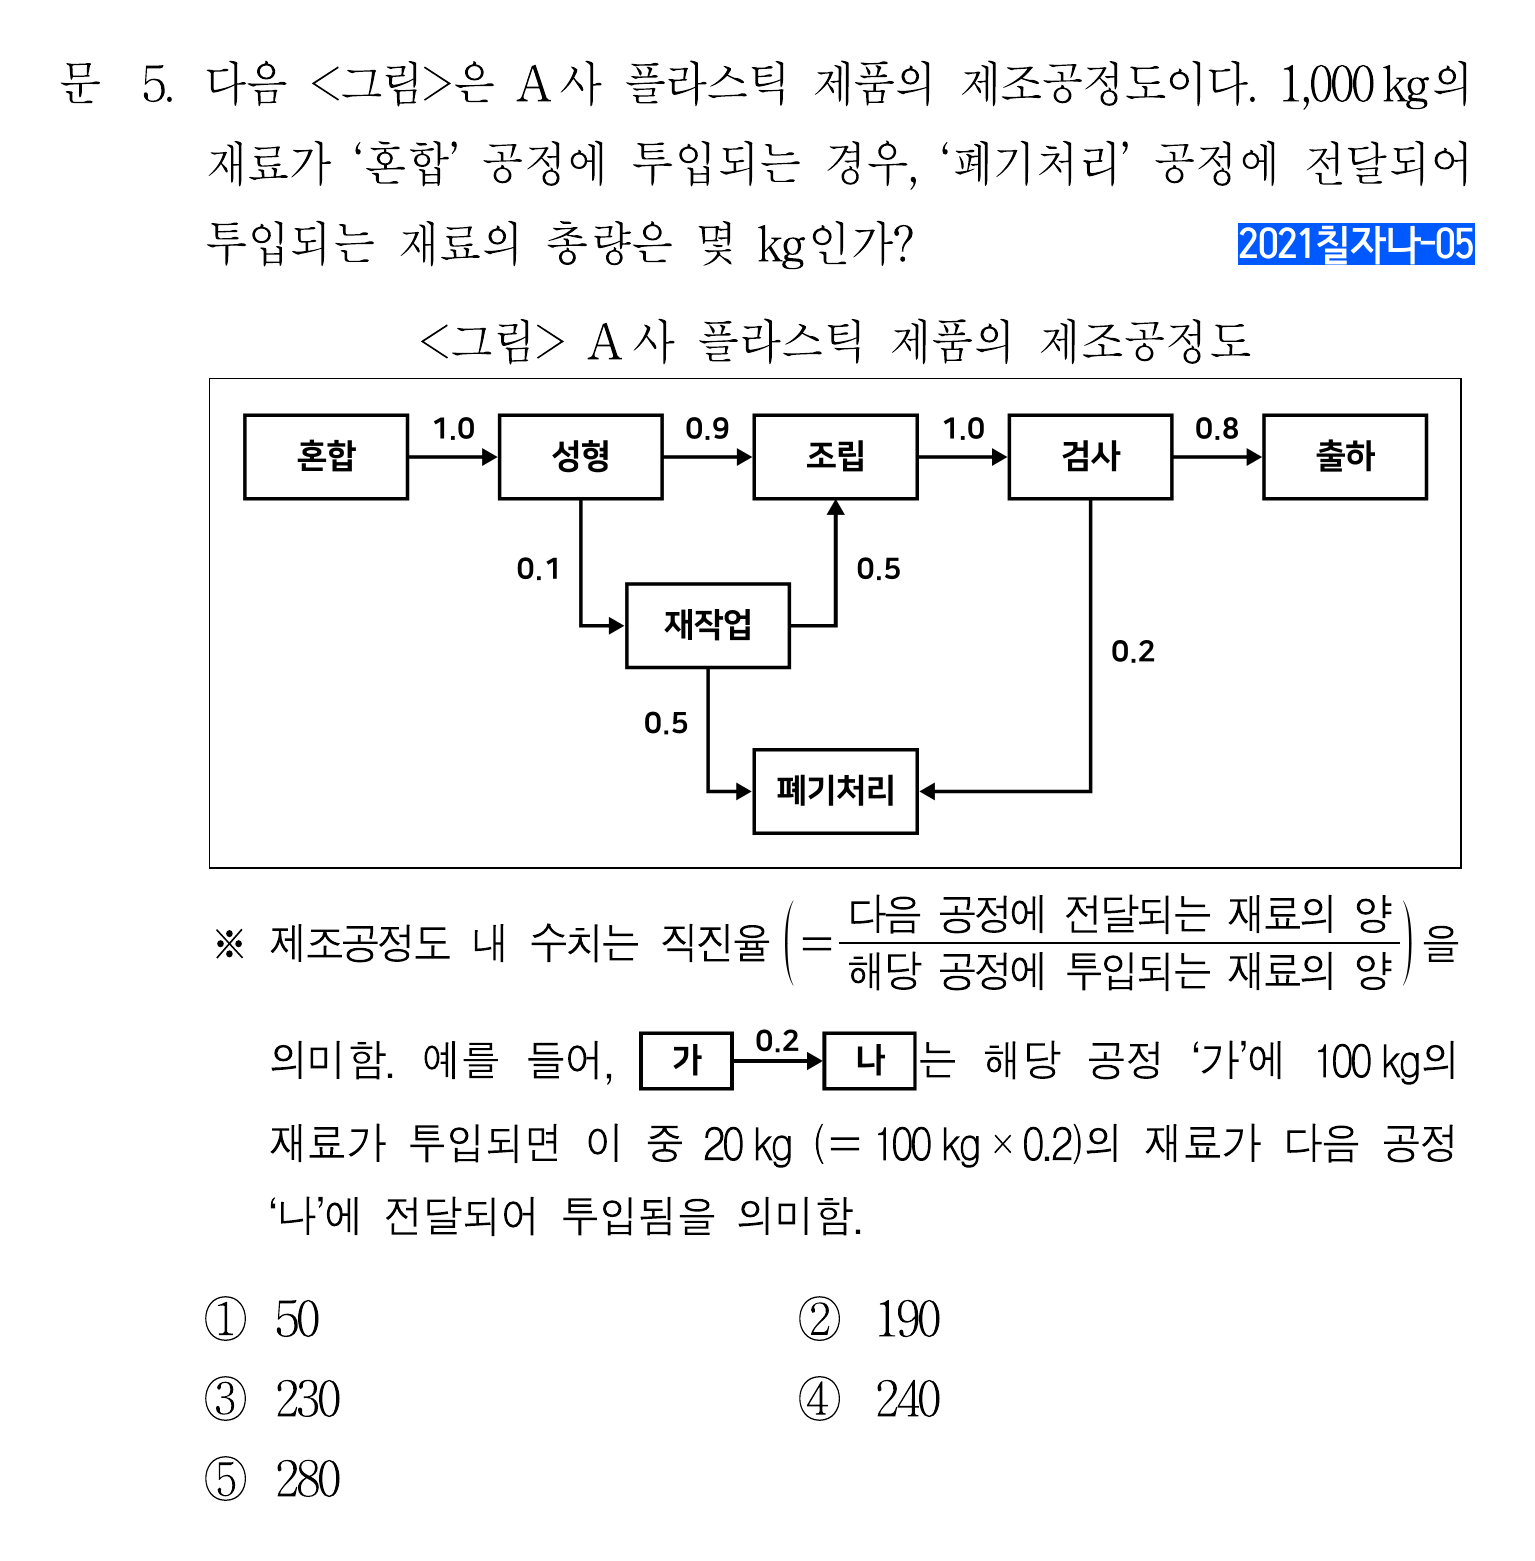 문 5. 다음 <그림>은 A사 플라스틱 제품의 제조공정도이다. 1,000 kg의
재료가 ‘혼합’ 공정에 투입되는 경우, ‘폐기처리’ 공정에 전달되어
투입되는 재료의 총량은 몇 kg인가?
2021칠자나-05
<그림> A사 플라스틱 제품의 제조공정도
혼합 1.0 성형 0.9 조립 1.0 검사 0.8 출하
0.1 0.5
재작업
0.2
0.5
폐기처리
※ 제조공정도 내 수치는 직진율(= 다음 공정에 전달되는 재료의 양 / 해당 공정에 투입되는 재료의 양)을
의미함. 예를 들어, 가 0.2 나 는 해당 공정 ‘가’에 100 kg의
재료가 투입되면 이 중 20 kg (= 100 kg × 0.2)의 재료가 다음 공정
‘나’에 전달되어 투입됨을 의미함.
① 50 ② 190
③ 230 ④ 240
⑤ 280